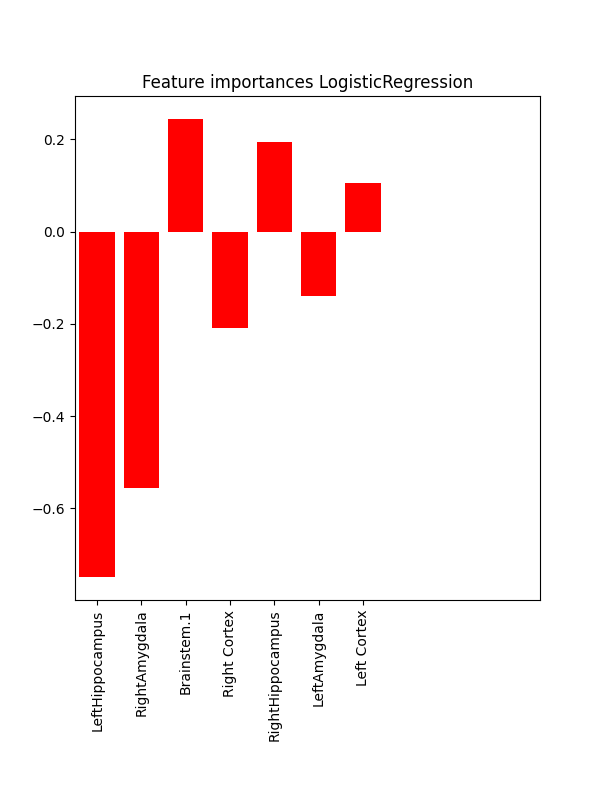 Feature importances LogisticRegression
0.2
0.0
−0.2
−0.4
−0.6
LeftHippocampus
RightAmygdala
Brainstem.1
Right Cortex
RightHippocampus
LeftAmygdala
Left Cortex